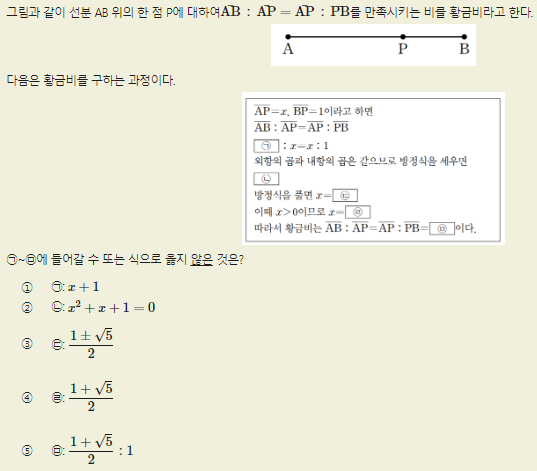 그림과 같이 선분 AB 위의 한 점 P에 대하여 $\overline{AB} : \overline{AP} = \overline{AP} : \overline{PB}$를 만족시키는 비를 황금비라고 한다.
A P B
다음은 황금비를 구하는 과정이다.
$\overline{AP}=x$, $\overline{BP}=1$이라고 하면
$\overline{AB} : \overline{AP}=\overline{AP} : \overline{PB}$
㉠ : $x=x$ : 1
외항의 곱과 내항의 곱은 같으므로 방정식을 세우면
㉡
방정식을 풀면 $x=$ ㉢
이때 $x>0$이므로 $x=$ ㉣
따라서 황금비는 $\overline{AB} : \overline{AP}=\overline{AP} : \overline{PB}=$ ㉤ 이다.
㉠~㉤에 들어갈 수 또는 식으로 옳지 않은 것은?
① ㉠: $x+1$
② ㉡: $x^2+x+1=0$
③ ㉢: $\frac{1\pm\sqrt{5}}{2}$
④ ㉣: $\frac{1+\sqrt{5}}{2}$
⑤ ㉤: $\frac{1+\sqrt{5}}{2} : 1$